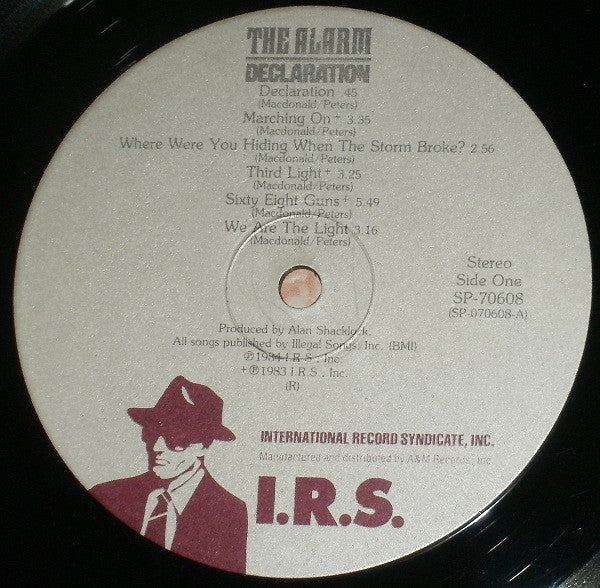 THE ALARM
DECLARATION
Declaration .45
(Macdonald/Peters)
Marching On + 3.35
(Macdonald/Peters)
Where Were You Hiding When The Storm Broke? 2.56
(Macdonald/Peters)
Third Light + 3.25
(Macdonald/Peters)
Sixty Eight Guns + 5.49
(Macdonald/Peters)
We Are The Light 3.16
(Macdonald/Peters)
Stereo
Side One
SP-70608
(SP-070608-A)
Produced by Alan Shacklock.
All songs published by Illegal Songs, Inc. (BMI)
℗1984 I.R.S., Inc.
+ ℗1983 I.R.S., Inc.
(R)
INTERNATIONAL RECORD SYNDICATE, INC.
Manufactured and distributed by A&M Records, Inc.
I.R.S.